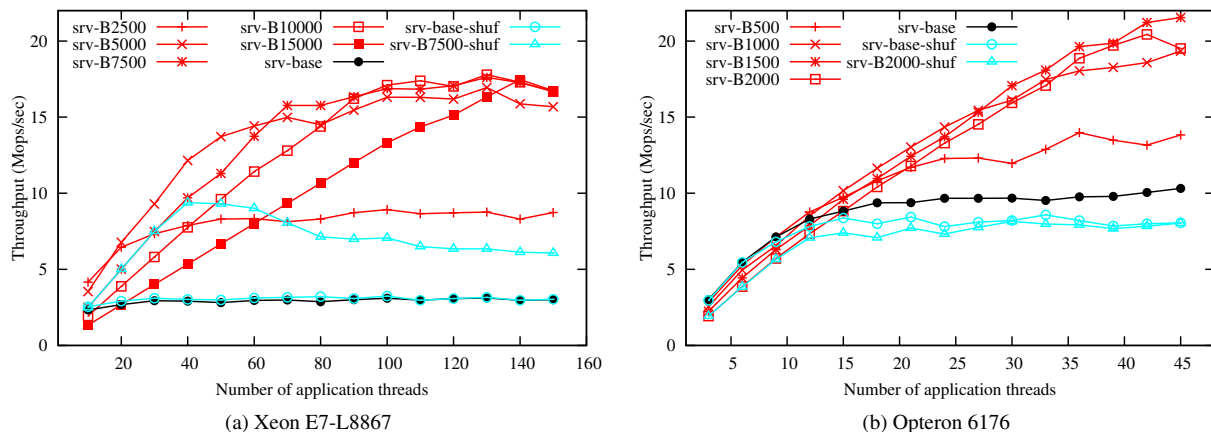 srv-B2500
srv-B5000
srv-B7500
srv-B10000
srv-B15000
srv-base-shuf
srv-B7500-shuf
srv-base
Throughput (Mops/sec)
20
15
10
5
0
20 40 60 80 100 120 140 160
Number of application threads
(a) Xeon E7-L8867
srv-B500
srv-B1000
srv-B1500
srv-B2000
srv-base
srv-base-shuf
srv-B2000-shuf
Throughput (Mops/sec)
20
15
10
5
0
5 10 15 20 25 30 35 40 45
Number of application threads
(b) Opteron 6176